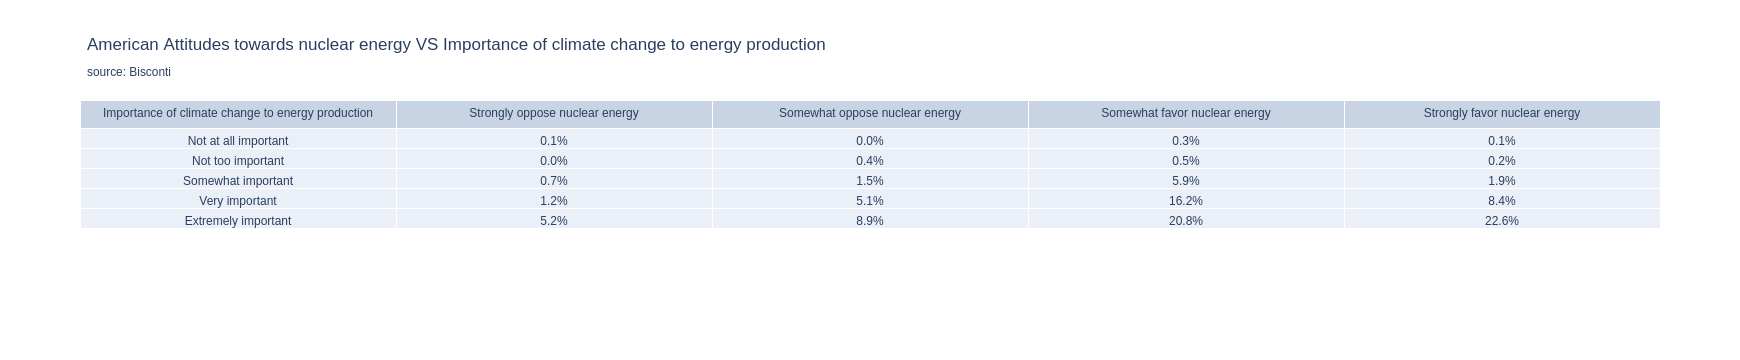 American Attitudes towards nuclear energy VS Importance of climate change to energy production
source: Bisconti
Importance of climate change to energy production Strongly oppose nuclear energy Somewhat oppose nuclear energy Somewhat favor nuclear energy Strongly favor nuclear energy
Not at all important 0.1% 0.0% 0.3% 0.1%
Not too important 0.0% 0.4% 0.5% 0.2%
Somewhat important 0.7% 1.5% 5.9% 1.9%
Very important 1.2% 5.1% 16.2% 8.4%
Extremely important 5.2% 8.9% 20.8% 22.6%